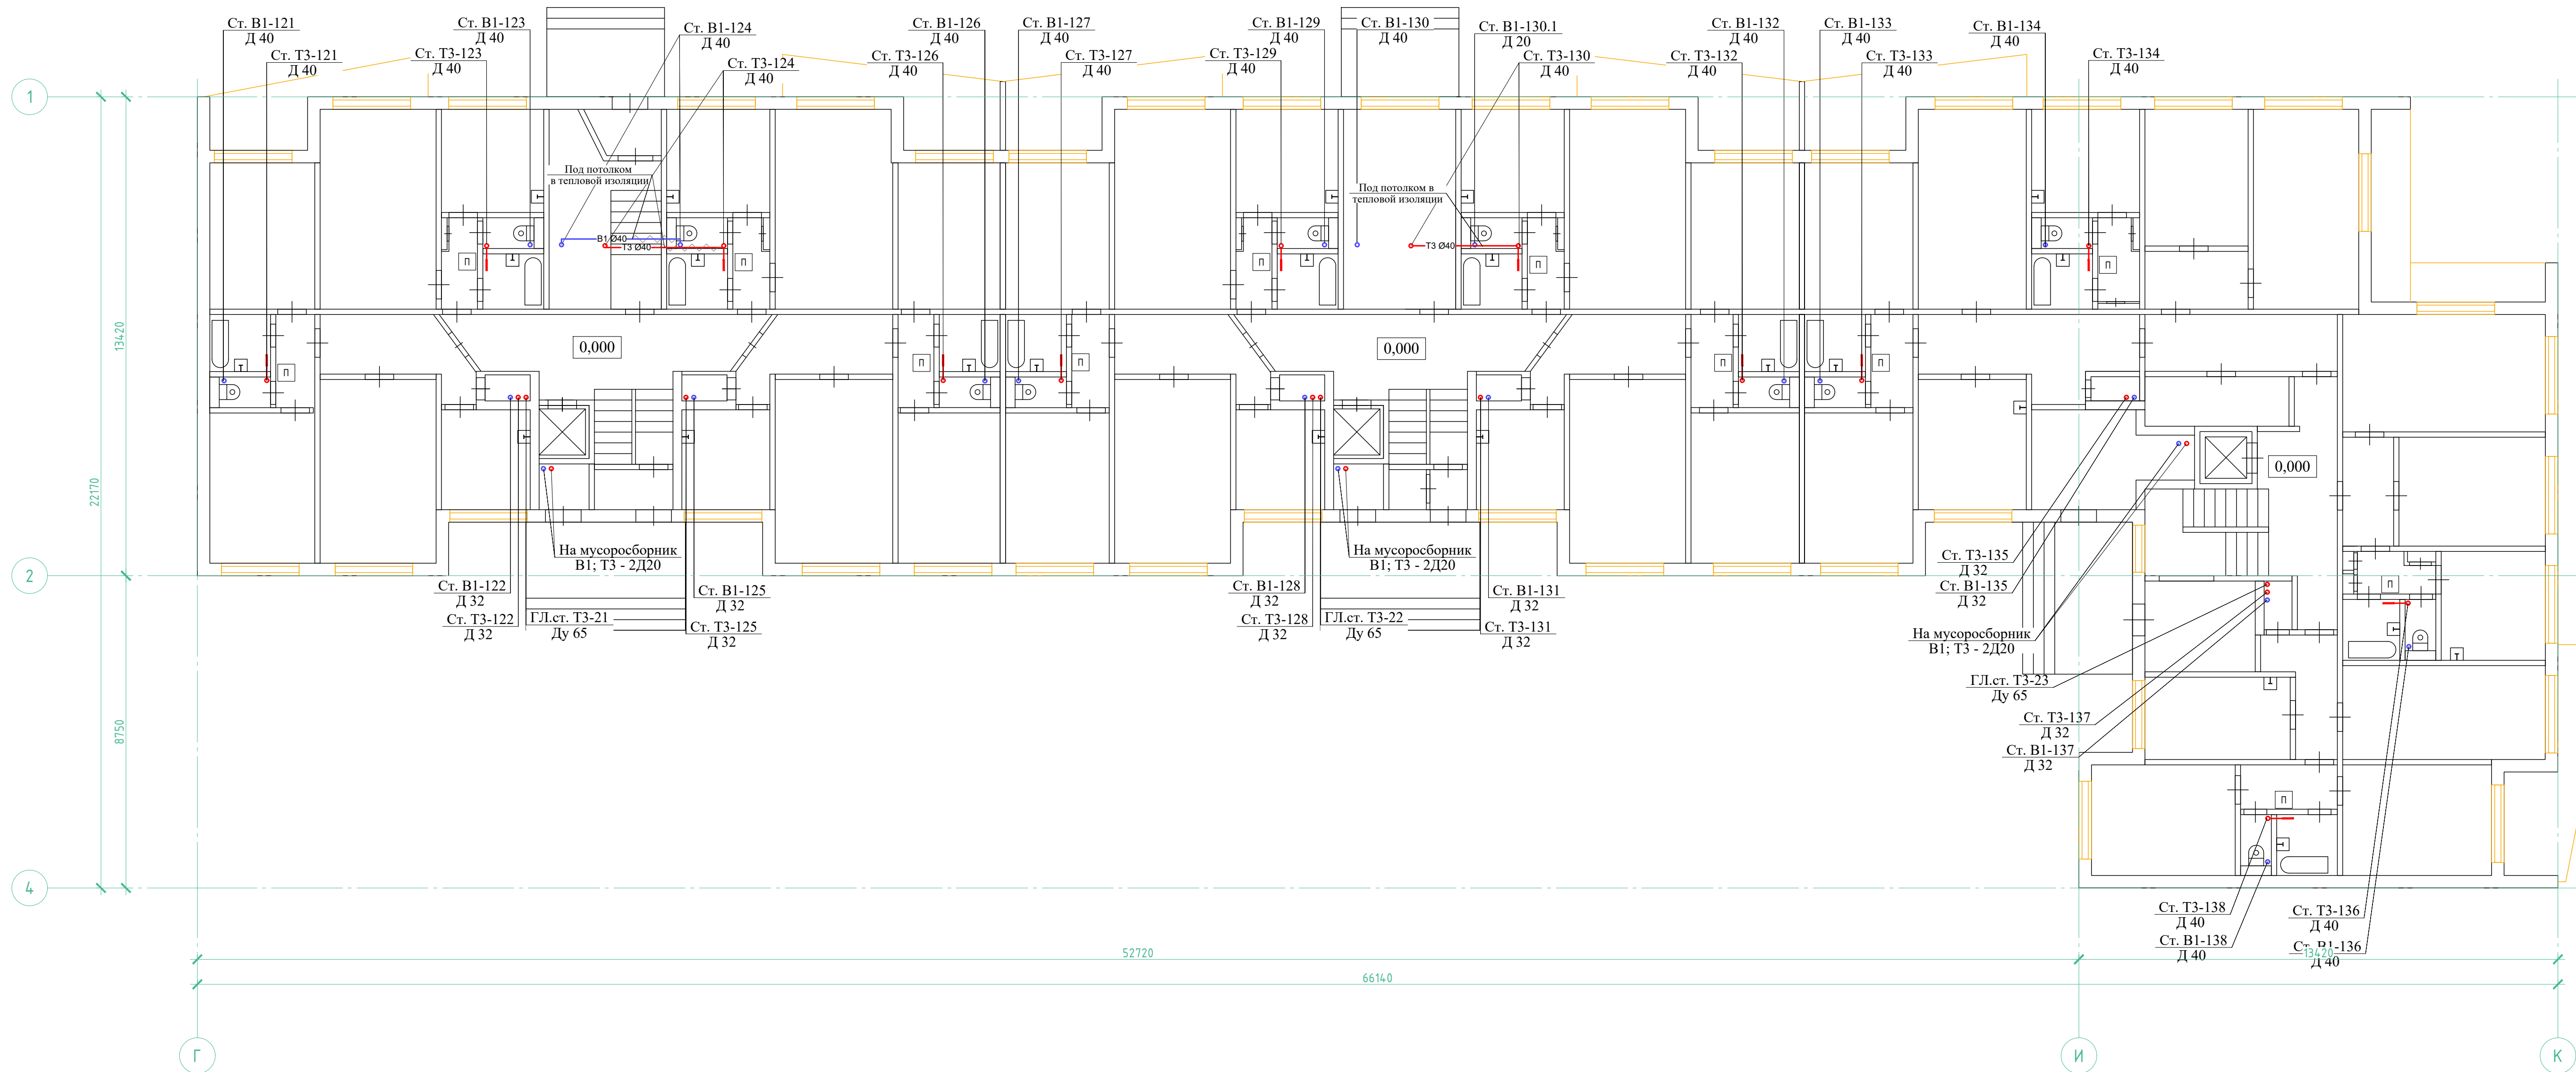 Ст. В1-121
Д 40
Ст. Т3-121
Д 40
Ст. В1-123
Д 40
Ст. Т3-123
Д 40
Ст. В1-124
Д 40
Ст. Т3-124
Д 40
Ст. В1-126
Д 40
Ст. Т3-126
Д 40
Ст. В1-127
Д 40
Ст. Т3-127
Д 40
Ст. В1-129
Д 40
Ст. Т3-129
Д 40
Ст. В1-130
Д 40
Ст. В1-130.1
Д 20
Ст. Т3-130
Д 40
Ст. В1-132
Д 40
Ст. Т3-132
Д 40
Ст. В1-133
Д 40
Ст. Т3-133
Д 40
Ст. В1-134
Д 40
Ст. Т3-134
Д 40
1
Под потолком
в тепловой изоляции
Под потолком в
тепловой изоляции
В1 Ø40
Т3 Ø40
Т3 Ø40
П
П
П
П
13420
0,000
0,000
П
П
П
П
П
0,000
22170
На мусоросборник
В1; Т3 - 2Д20
На мусоросборник
В1; Т3 - 2Д20
Ст. Т3-135
Д 32
Ст. В1-135
Д 32
2
П
Ст. В1-122
Д 32
Ст. Т3-122
Д 32
ГЛ.ст. Т3-21
Ду 65
Ст. В1-125
Д 32
Ст. Т3-125
Д 32
Ст. В1-128
Д 32
Ст. Т3-128
Д 32
ГЛ.ст. Т3-22
Ду 65
Ст. В1-131
Д 32
Ст. Т3-131
Д 32
На мусоросборник
В1; Т3 - 2Д20
ГЛ.ст. Т3-23
Ду 65
8750
Ст. Т3-137
Д 32
Ст. В1-137
Д 32
П
4
Ст. Т3-138
Д 40
Ст. В1-138
Д 40
Ст. Т3-136
Д 40
Ст. В1-136
Д 40
52720
13420
66140
Г
И
К